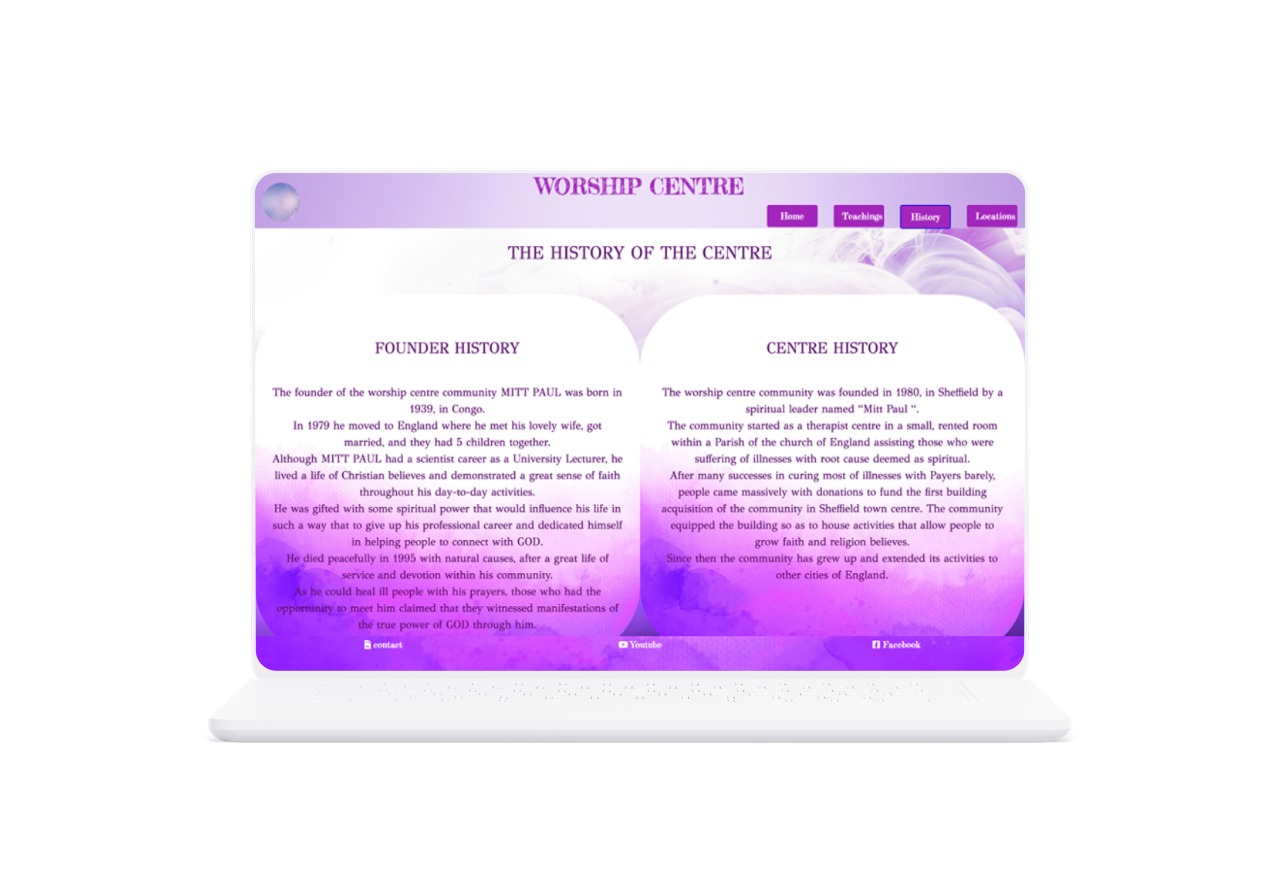 WORSHIP CENTRE
Home
Teachings
History
Locations
THE HISTORY OF THE CENTRE
FOUNDER HISTORY
The founder of the worship centre community MITT PAUL was born in
1939, in Congo.
In 1979 he moved to England where he met his lovely wife, got
married, and they had 5 children together.
Although MITT PAUL had a scientist career as a University Lecturer, he
lived a life of Christian believes and demonstrated a great sense of faith
throughout his day-to-day activities.
He was gifted with some spiritual power that would influence his life in
such a way that to give up his professional career and dedicated himself
in helping people to connect with GOD.
He died peacefully in 1995 with natural causes, after a great life of
service and devotion within his community.
As he could heal ill people with his prayers, those who had the
opportunity to meet him claimed that they witnessed manifestations of
the true power of GOD through him.
CENTRE HISTORY
The worship centre community was founded in 1980, in Sheffield by a
spiritual leader named “Mitt Paul “.
The community started as a therapist centre in a small, rented room
within a Parish of the church of England assisting those who were
suffering of illnesses with root cause deemed as spiritual.
After many successes in curing most of illnesses with Payers barely,
people came massively with donations to fund the first building
acquisition of the community in Sheffield town centre. The community
equipped the building so as to house activities that allow people to
grow faith and religion believes.
Since then the community has grew up and extended its activities to
other cities of England.
contact
Youtube
Facebook